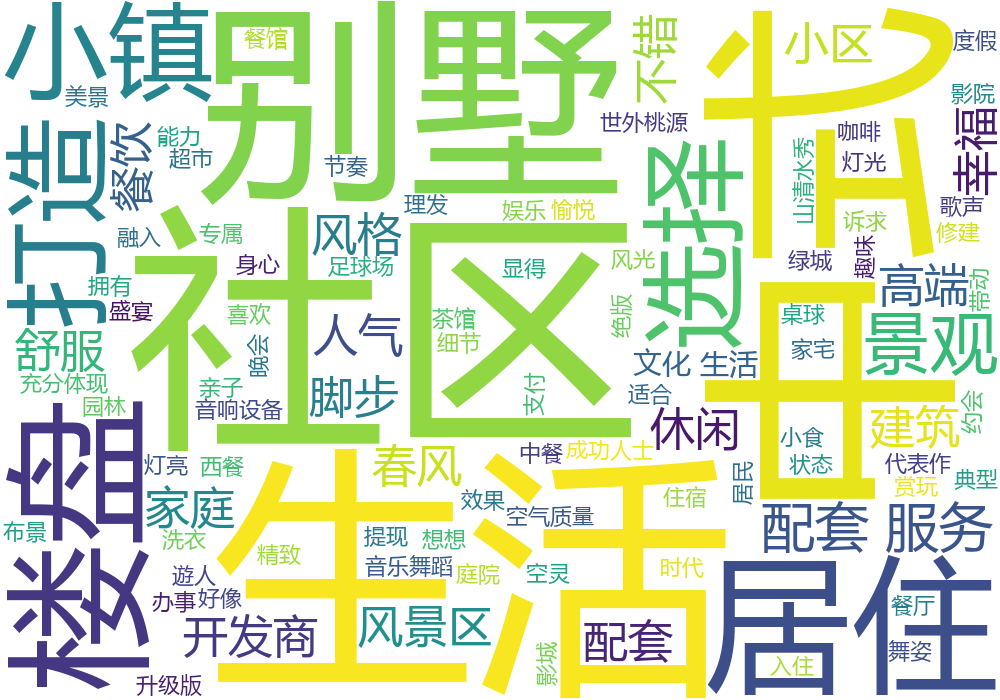 小镇
别墅
中式
不错
小区
度假
餐馆
美景
影院
打造
餐饮
能力
超市
节奏
世外桃源
选择
咖啡
灯光
山清水秀
幸福
社区
理发
娱乐
愉悦
歌声
诉求
修建
融入
专属
风格
身心
足球场
显得
风光
绿城
趣味
高端
带动
拥有
盛宴
喜欢
人气
茶馆
细节
绝版
桌球
家宅
景观
舒服
晚会
文化
生活
充分体现
亲子
脚步
支付
适合
园林
音响设备
休闲
建筑
约会
楼盘
灯亮
西餐
春风
中餐
成功人士
小食
状态
代表作
典型
赏玩
居民
住宿
家庭
生活
效果
空气质量
配套
服务
布景
洗衣
精致
提现
想想
音乐舞蹈
庭院
空灵
时代
居住
遊人
办事
好像
风景区
餐厅
开发商
配套
舞姿
影城
入住
升级版